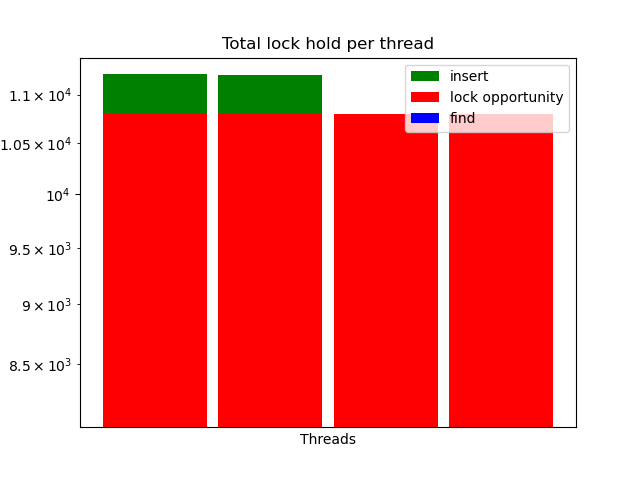 Total lock hold per thread
insert
lock opportunity
find
1.1 × 10⁴
1.05 × 10⁴
10⁴
9.5 × 10³
9 × 10³
8.5 × 10³
Threads